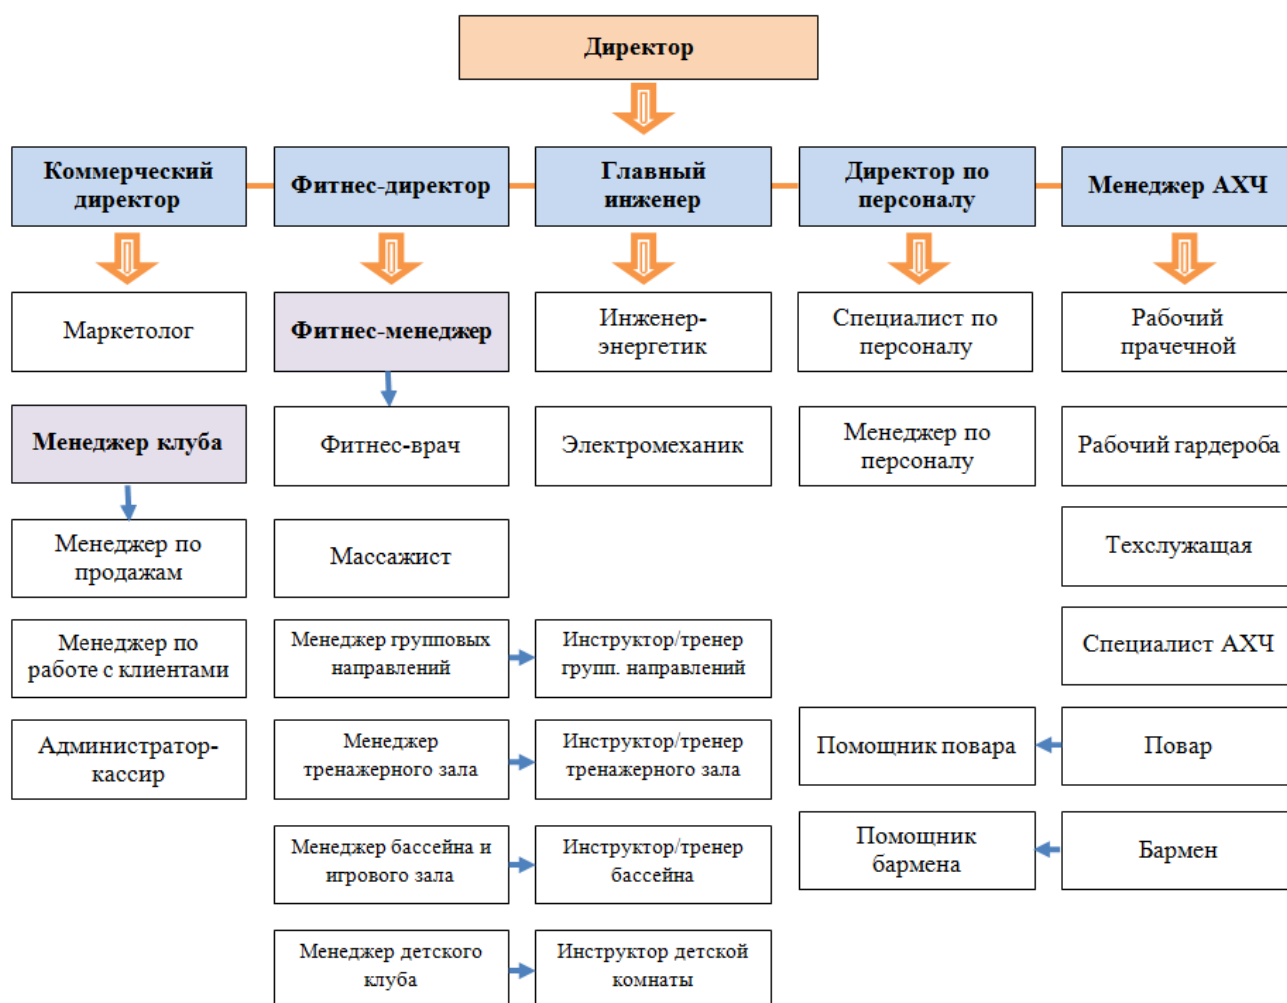 Директор
Коммерческий
директор
Фитнес-директор
Главный
инженер
Директор по
персоналу
Менеджер АХЧ
Маркетолог
Фитнес-менеджер
Инженер-
энергетик
Специалист по
персоналу
Рабочий
прачечной
Менеджер клуба
Фитнес-врач
Электромеханик
Менеджер по
персоналу
Рабочий гардероба
Менеджер по
продажам
Массажист
Техслужащая
Менеджер по
работе с клиентами
Менеджер групповых
направлений
Инструктор/тренер
групп. направлений
Специалист АХЧ
Администратор-
кассир
Менеджер
тренажерного зала
Инструктор/тренер
тренажерного зала
Помощник повара
Повар
Менеджер бассейна и
игрового зала
Инструктор/тренер
бассейна
Помощник
бармена
Бармен
Менеджер детского
клуба
Инструктор детской
комнаты